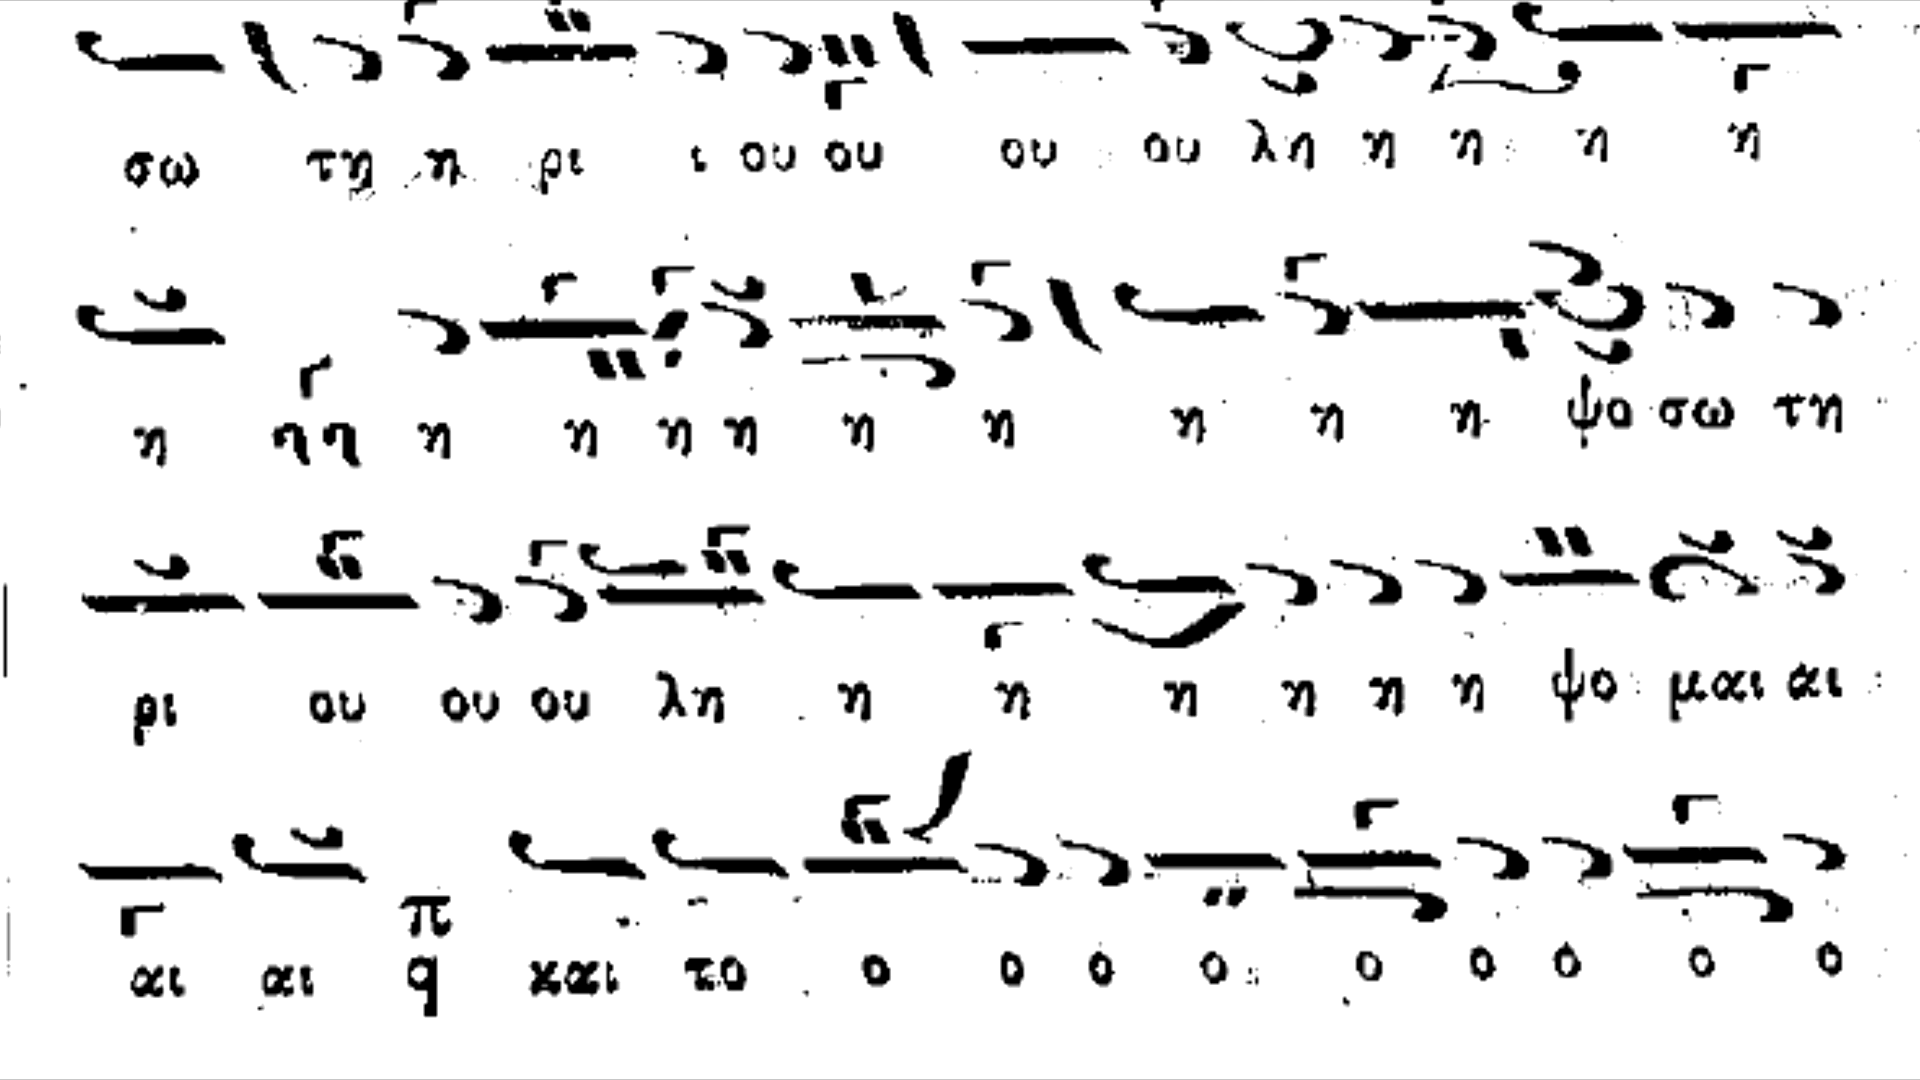 σω τη η ρι ι ου ου ου ου λη η η η η
η ηη η η η η η η η η η ψο σω τη
ρι ου ου ου λη η η η η η η ψο μαι αι
αι αι π q και το ο ο ο ο ο ο ο ο ο